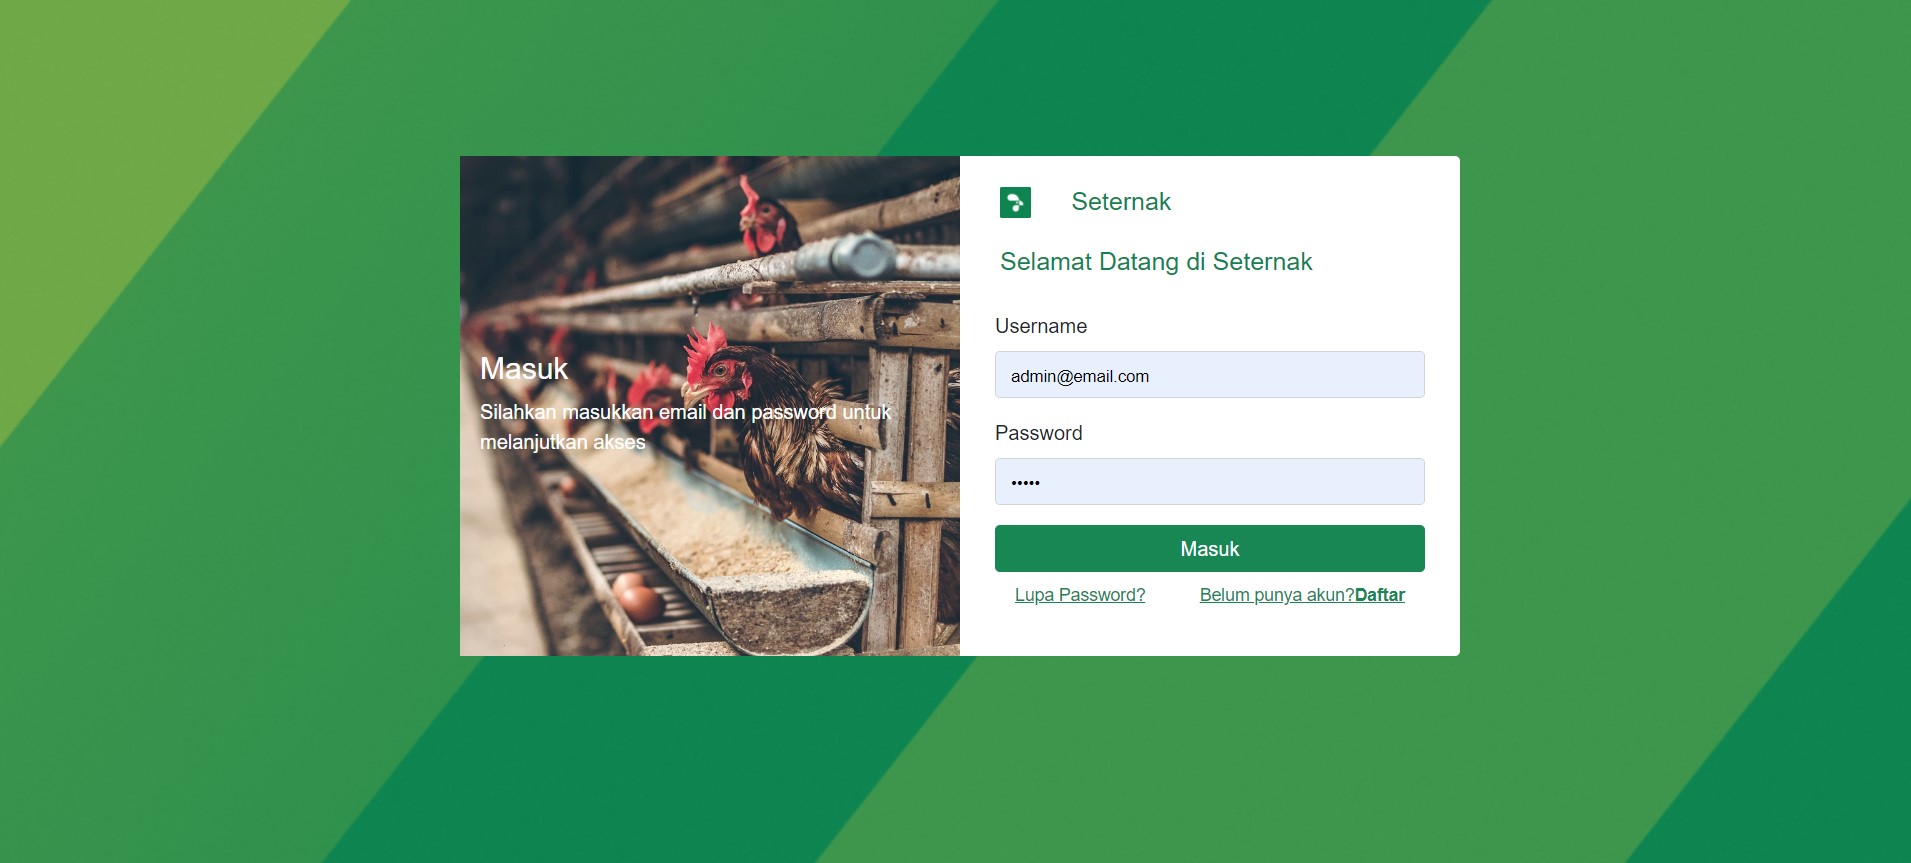 Masuk
Silahkan masukkan email dan password untuk
melanjutkan akses
Seternak
Selamat Datang di Seternak
Username
admin@email.com
Password
•••••
Masuk
Lupa Password? Belum punya akun?Daftar